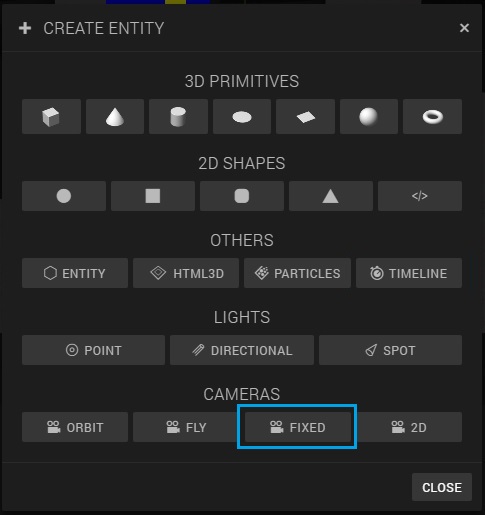 CREATE ENTITY
3D PRIMITIVES
2D SHAPES
</>
OTHERS
ENTITY HTML3D PARTICLES TIMELINE
LIGHTS
POINT DIRECTIONAL SPOT
CAMERAS
ORBIT FLY FIXED 2D
CLOSE